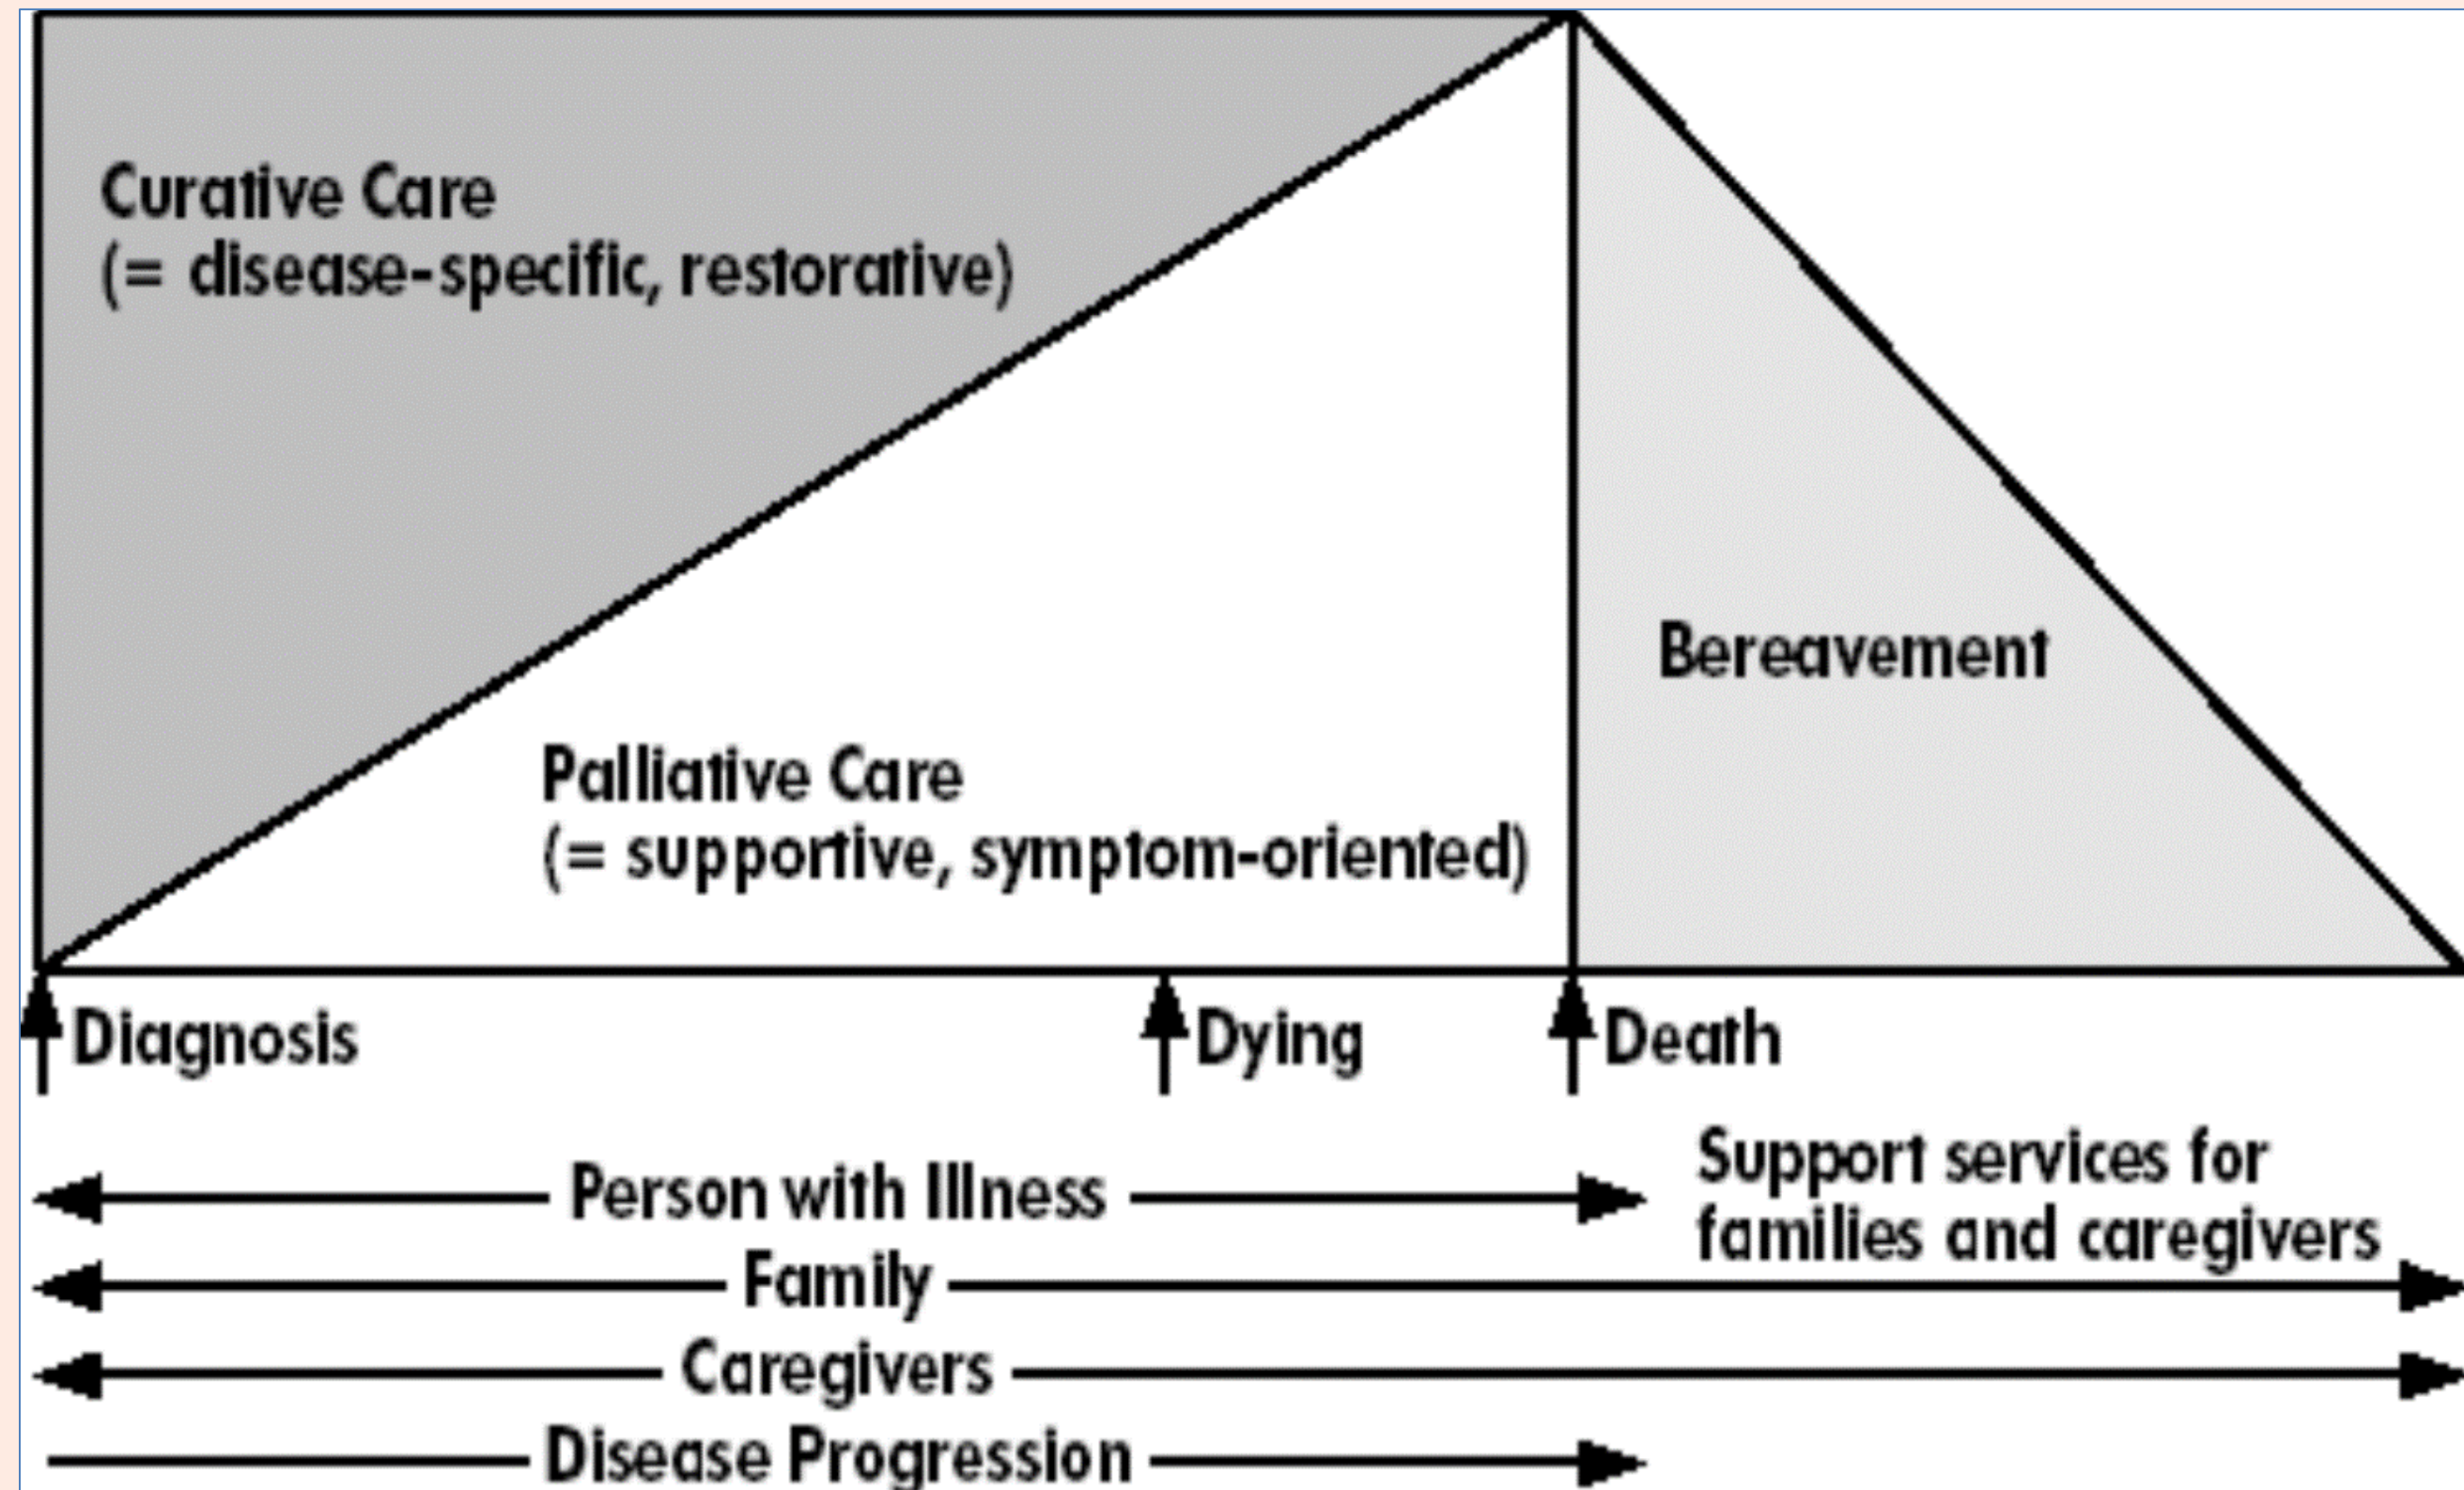 Curative Care
(= disease-specific, restorative)
Palliative Care
(= supportive, symptom-oriented)
Bereavement
Diagnosis
Dying
Death
Person with Illness
Support services for
families and caregivers
Family
Caregivers
Disease Progression